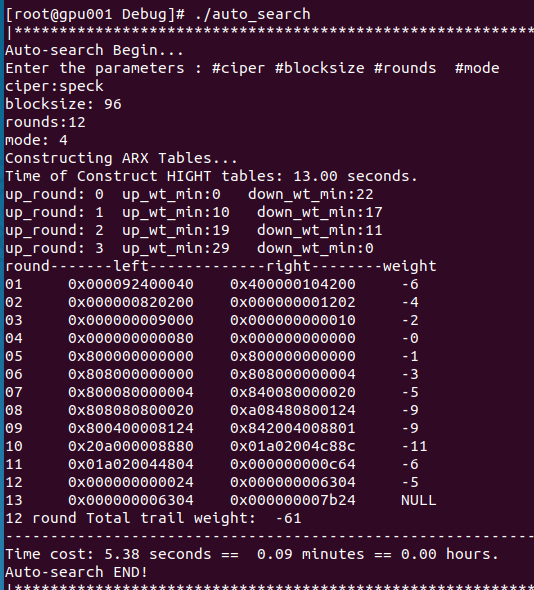 [root@gpu001 Debug]# ./auto_search
|**********************************************************
Auto-search Begin...
Enter the parameters : #ciper #blocksize #rounds  #mode
ciper:speck
blocksize: 96
rounds:12
mode: 4
Constructing ARX Tables...
Time of Construct HIGHT tables: 13.00 seconds.
up_round: 0  up_wt_min:0   down_wt_min:22
up_round: 1  up_wt_min:10   down_wt_min:17
up_round: 2  up_wt_min:19   down_wt_min:11
up_round: 3  up_wt_min:29   down_wt_min:0
round-------left-------------right--------weight
01     0x000092400040    0x400000104200     -6
02     0x000000820200    0x000000001202     -4
03     0x000000009000    0x000000000010     -2
04     0x000000000080    0x000000000000     -0
05     0x800000000000    0x800000000000     -1
06     0x808000000000    0x808000000004     -3
07     0x800080000004    0x840080000020     -5
08     0x808080800020    0xa08480800124     -9
09     0x800400008124    0x842004008801     -9
10     0x20a000008880    0x01a02004c88c     -11
11     0x01a020044804    0x000000000c64     -6
12     0x000000000024    0x000000006304     -5
13     0x000000006304    0x000000007b24     NULL
12 round Total trail weight:  -61
-----------------------------------------------------------
Time cost: 5.38 seconds ==  0.09 minutes == 0.00 hours.
Auto-search END!
|**********************************************************